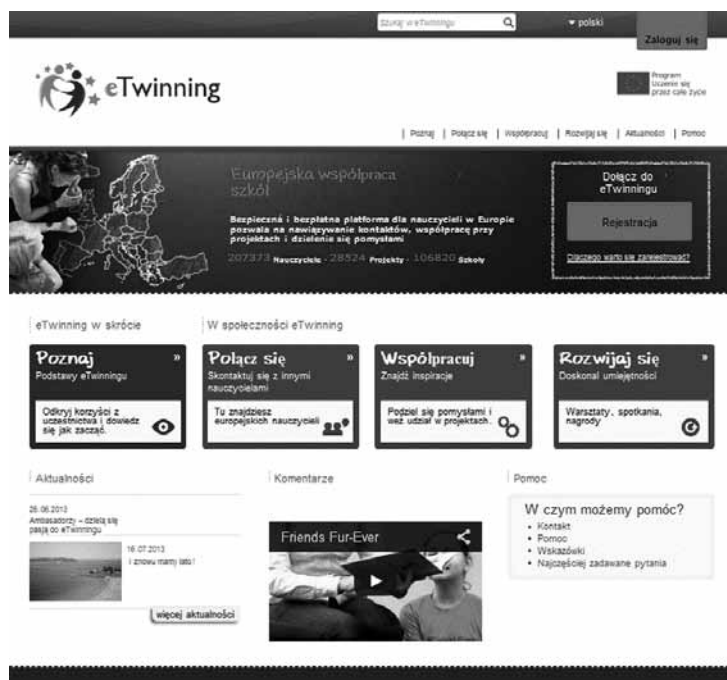 Szukaj w eTwinningu
polski
Zaloguj się
eTwinning
Program
Uczenie się
przez całe życie
Poznaj | Połącz się | Współpracuj | Rozwijaj się | Aktualności | Pomoc
Europejska współpraca
szkół
Bezpieczna i bezpłatna platforma dla nauczycieli w Europie
pozwala na nawiązywanie kontaktów, współpracę przy
projektach i dzielenie się pomysłami
207373 Nauczyciele - 28524 Projekty - 106820 Szkoły
Dołącz do
eTwinningu
Rejestracja
Dlaczego warto się zarejestrować?
eTwinning w skrócie
W społeczności eTwinning
Poznaj »
Podstawy eTwinningu
Odkryj korzyści z
uczestnictwa i dowiedz
się jak zacząć.
Połącz się »
Skontaktuj się z innymi
nauczycielami
Tu znajdziesz
europejskich nauczycieli
Współpracuj »
Znajdź inspiracje
Podziel się pomysłami i
weź udział w projektach.
Rozwijaj się »
Doskonal umiejętności
Warsztaty, spotkania,
nagrody
Aktualności
26.06.2013
Ambasadorzy – dzielą się
pasją do eTwinningu
16.07.2013
I znowu mamy lato!
więcej aktualności
Komentarze
Friends Fur-Ever
Pomoc
W czym możemy pomóc?
• Kontakt
• Pomoc
• Wskazówki
• Najczęściej zadawane pytania